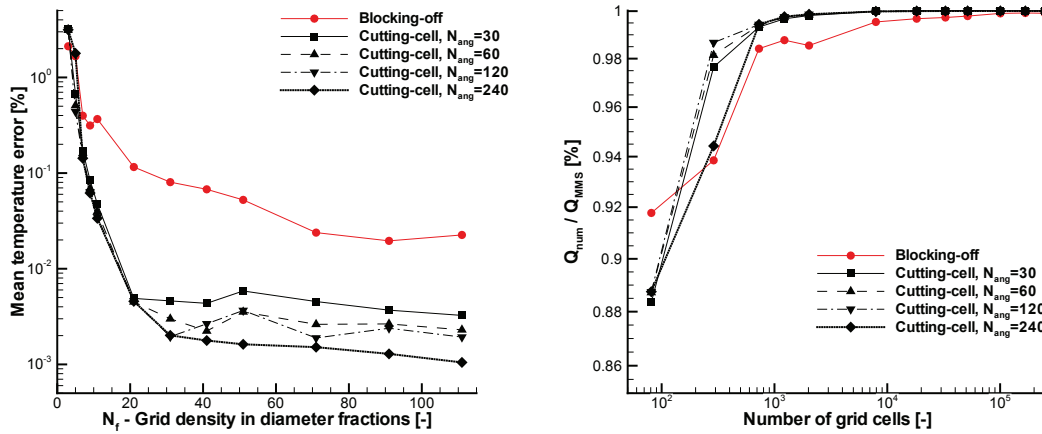 Blocking-off
Cutting-cell, N_ang=30
Cutting-cell, N_ang=60
Cutting-cell, N_ang=120
Cutting-cell, N_ang=240
Mean temperature error [%]
10^0
10^-1
10^-2
10^-3
0 20 40 60 80 100
N_f - Grid density in diameter fractions [-]
Q_num / Q_MMS [%]
1
0.98
0.96
0.94
0.92
0.9
0.88
0.86
Blocking-off
Cutting-cell, N_ang=30
Cutting-cell, N_ang=60
Cutting-cell, N_ang=120
Cutting-cell, N_ang=240
10^2 10^3 10^4 10^5
Number of grid cells [-]